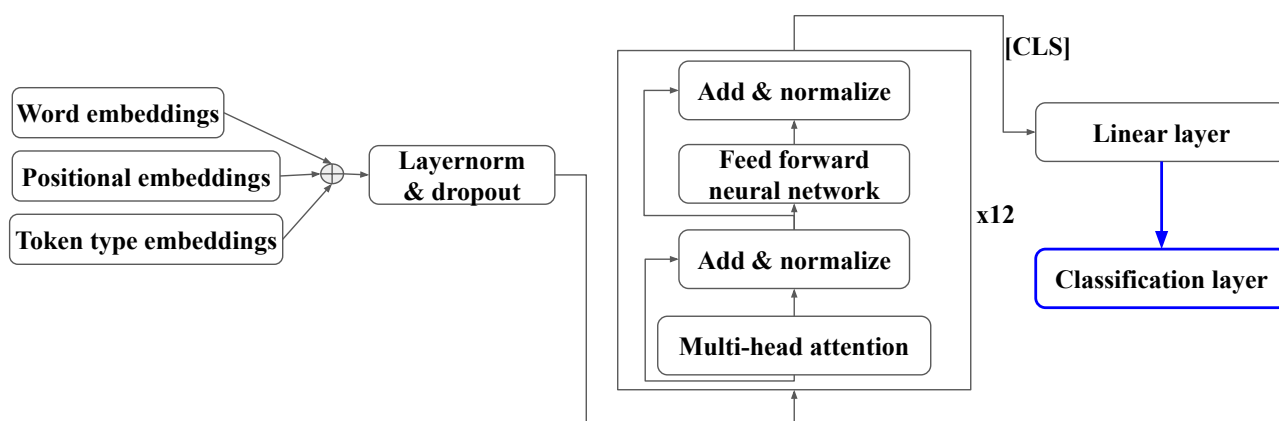 Word embeddings
Positional embeddings
Token type embeddings
Layernorm
& dropout
Add & normalize
Feed forward
neural network
Add & normalize
Multi-head attention
x12
[CLS]
Linear layer
Classification layer